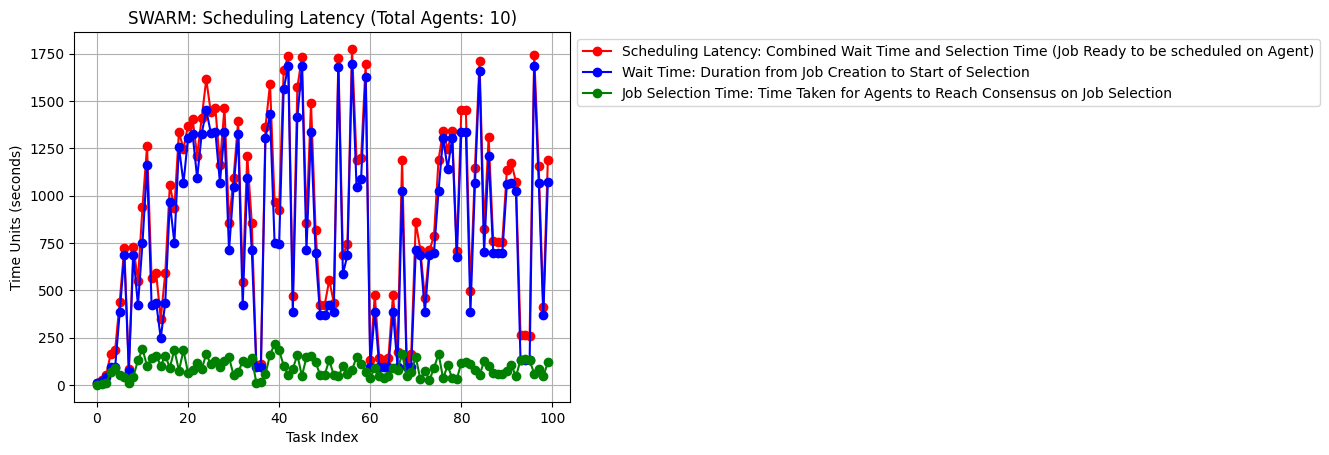 SWARM: Scheduling Latency (Total Agents: 10)
Scheduling Latency: Combined Wait Time and Selection Time (Job Ready to be scheduled on Agent)
Wait Time: Duration from Job Creation to Start of Selection
Job Selection Time: Time Taken for Agents to Reach Consensus on Job Selection
Time Units (seconds)
1750
1500
1250
1000
750
500
250
0
0 20 40 60 80 100
Task Index